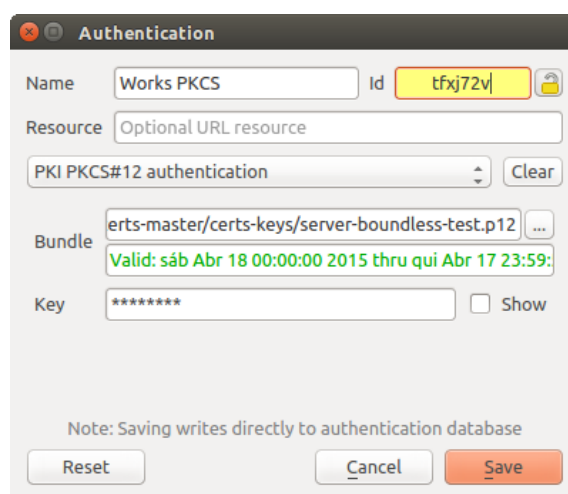 Authentication
Name Works PKCS Id tfxj72v
Resource Optional URL resource
PKI PKCS#12 authentication Clear
Bundle erts-master/certs-keys/server-boundless-test.p12 ...
Valid: sáb Abr 18 00:00:00 2015 thru qui Abr 17 23:59:
Key ******** Show
Note: Saving writes directly to authentication database
Reset Cancel Save